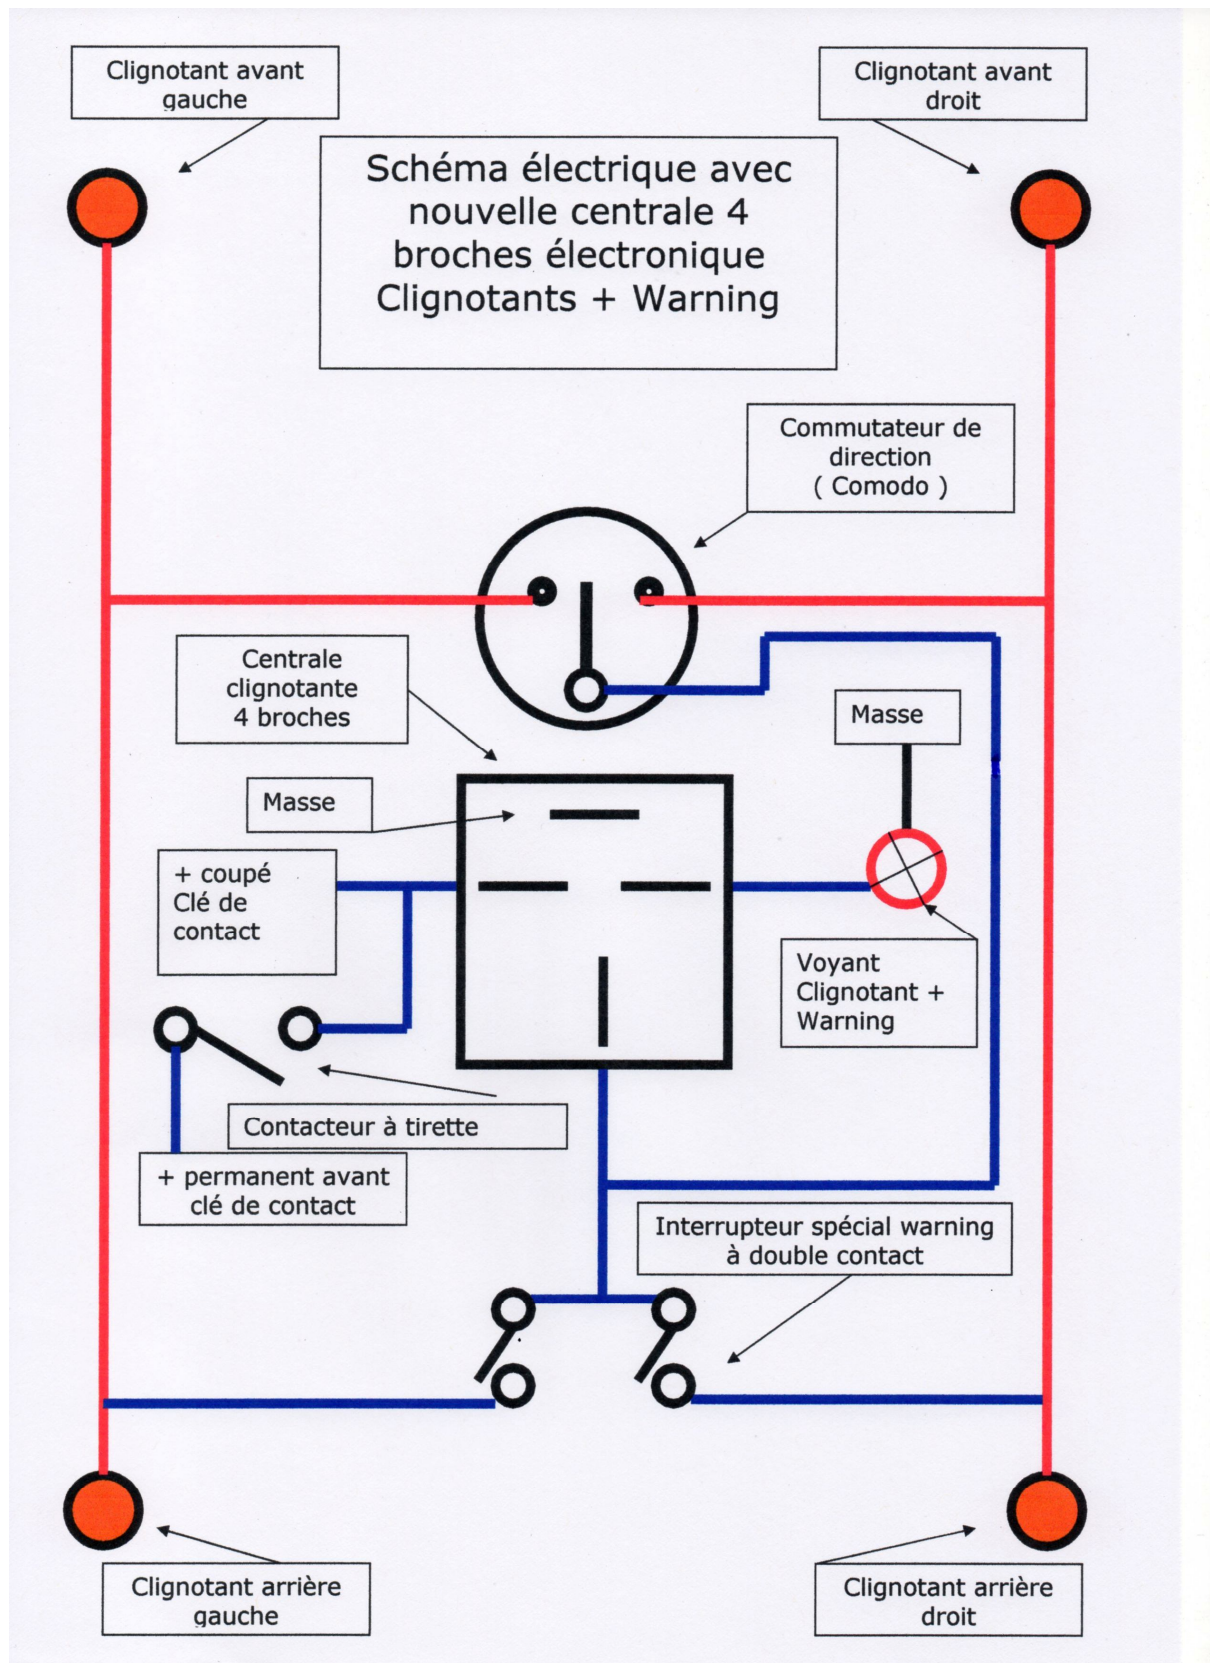 Clignotant avant
gauche
Clignotant avant
droit
Schéma électrique avec
nouvelle centrale 4
broches électronique
Clignotants + Warning
Commutateur de
direction
( Comodo )
Centrale
clignotante
4 broches
Masse
Masse
+ coupé
Clé de
contact
Voyant
Clignotant +
Warning
Contacteur à tirette
+ permanent avant
clé de contact
Interrupteur spécial warning
à double contact
Clignotant arrière
gauche
Clignotant arrière
droit